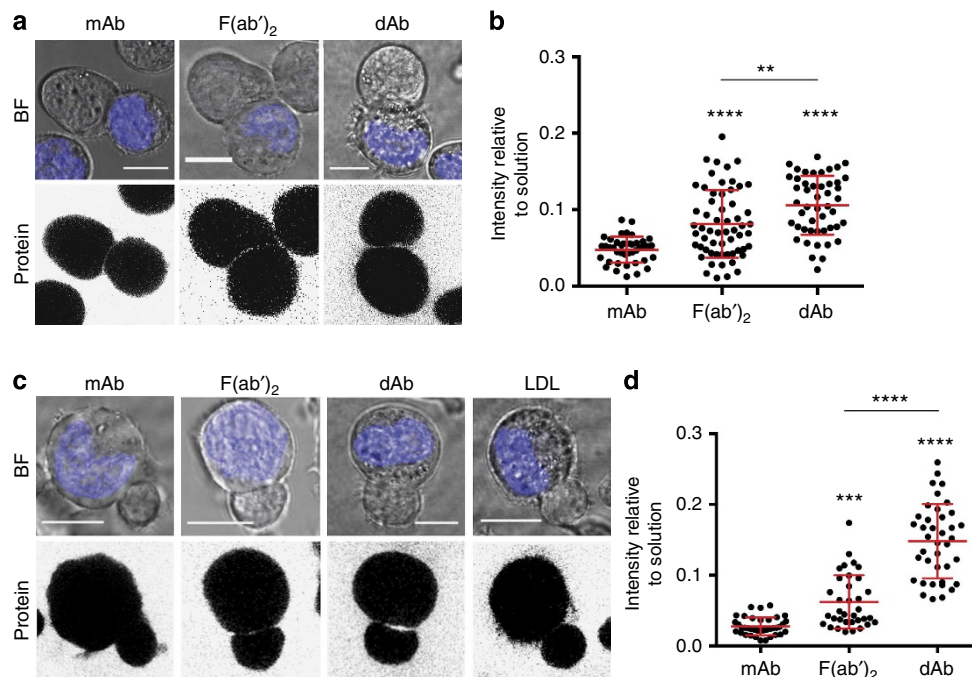 a
mAb F(ab′)₂ dAb
BF
Protein
b
Intensity relative
to solution
0.3
0.2
0.1
0.0
**
**** ****
mAb F(ab′)₂ dAb
c
mAb F(ab′)₂ dAb LDL
BF
Protein
d
Intensity relative
to solution
0.3
0.2
0.1
0.0
****
****
***
mAb F(ab′)₂ dAb